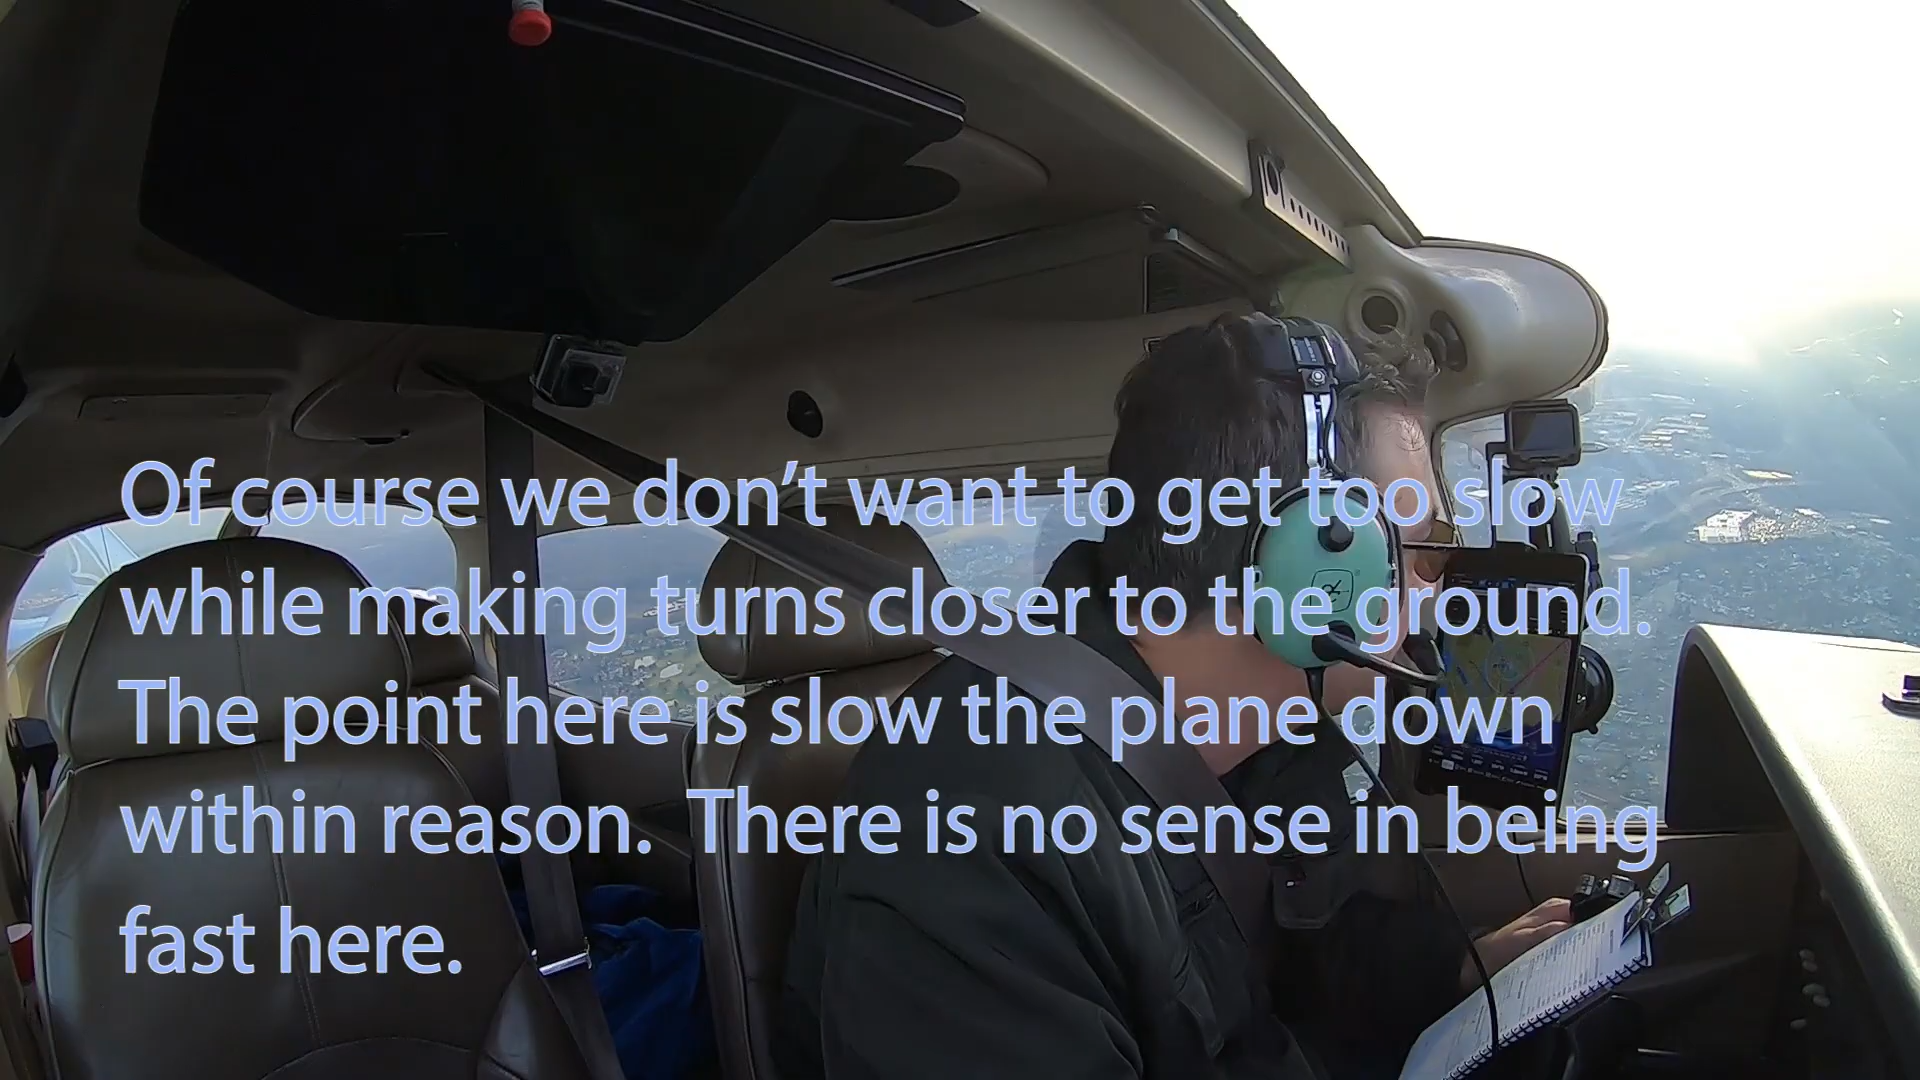 Of course we don’t want to get too slow
while making turns closer to the ground.
The point here is slow the plane down
within reason.  There is no sense in being
fast here.